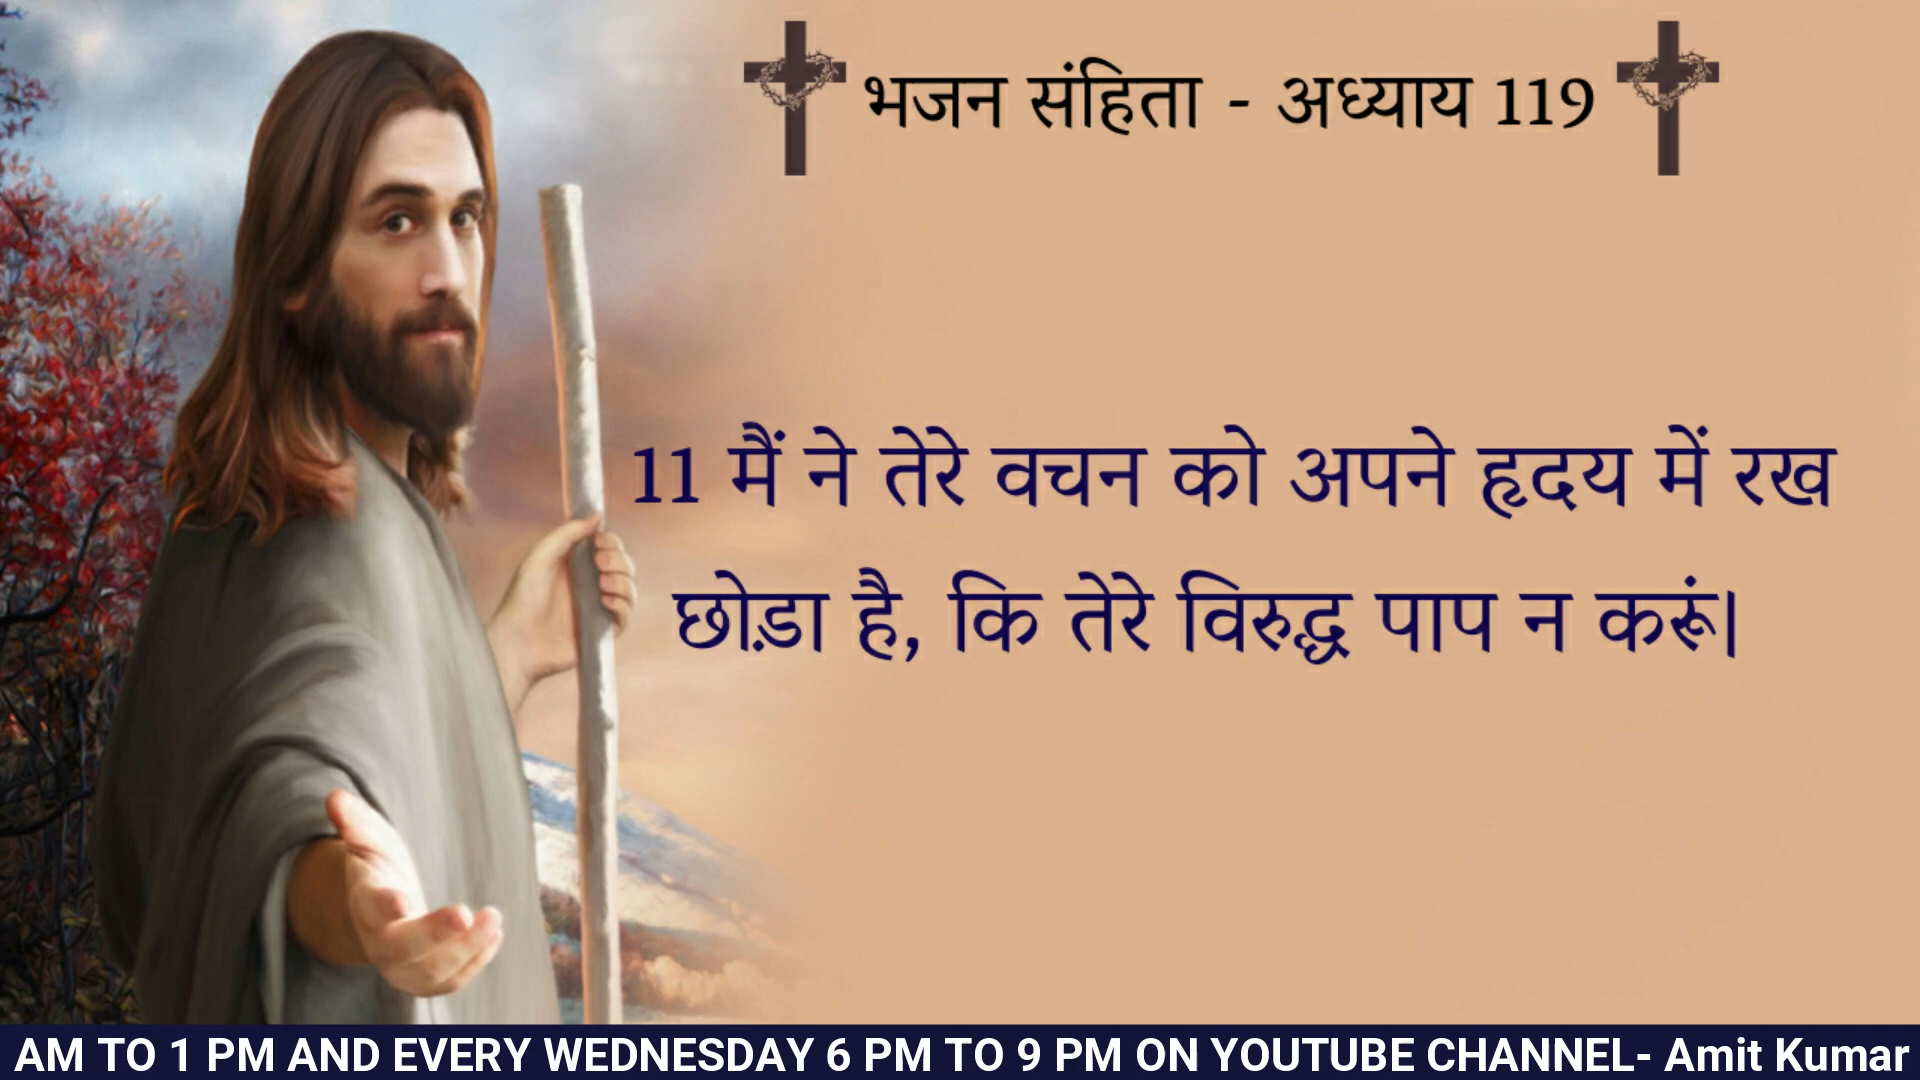 भजन संहिता - अध्याय 119
11 मैं ने तेरे वचन को अपने हृदय में रख
छोड़ा है, कि तेरे विरुद्ध पाप न करूं|
AM TO 1 PM AND EVERY WEDNESDAY 6 PM TO 9 PM ON YOUTUBE CHANNEL- Amit Kumar